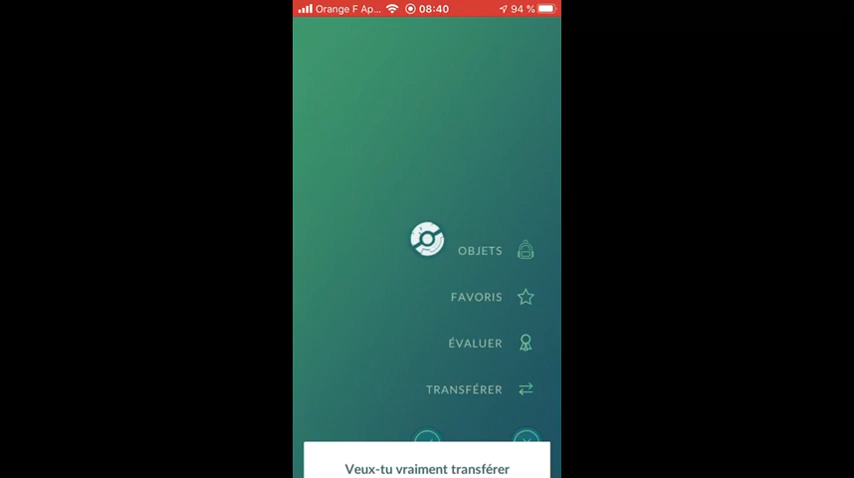 Orange F Ap... 08:40 94 %
OBJETS
FAVORIS
ÉVALUER
TRANSFÉRER
Veux-tu vraiment transférer